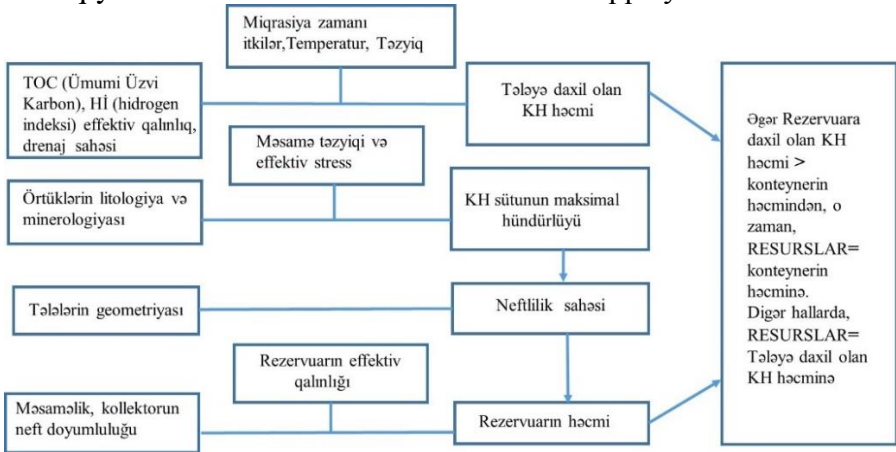 Miqrasiya zamanı
itkilər,Temperatur, Təzyiq
TOC (Ümumi Üzvi
Karbon), Hİ (hidrogen
indeksi) effektiv qalınlıq,
drenaj sahəsi
Tələyə daxil olan
KH həcmi
Məsamə təzyiqi və
effektiv stress
Örtüklərin litologiya və
minerologiyası
KH sütunun maksimal
hündürlüyü
Tələlərin geometriyası
Neftlilik sahəsi
Rezervuarın effektiv
qalınlığı
Məsaməlik, kollektorun
neft doyumluluğu
Rezervuarın həcmi
Əgər Rezervuara
daxil olan KH
həcmi >
konteynerin
həcmindən, o
zaman,
RESURSLAR=
konteynerin
həcminə.
Digər hallarda,
RESURSLAR=
Tələyə daxil olan
KH həcminə